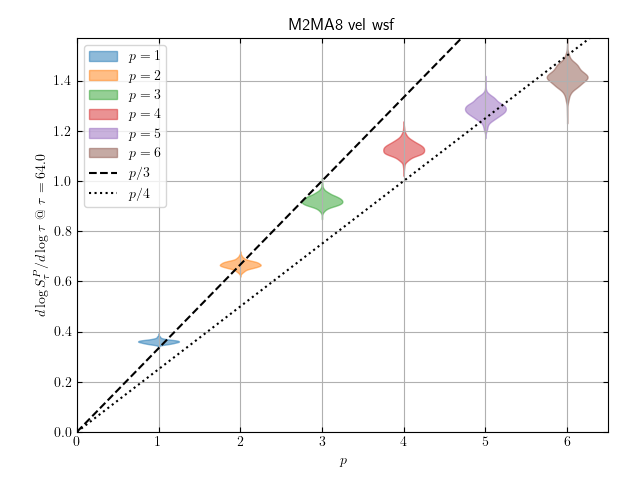 M2MA8 vel wsf
d log S_τ^P / d log τ @ τ = 64.0
1.4
1.2
1.0
0.8
0.6
0.4
0.2
0.0
p = 1
p = 2
p = 3
p = 4
p = 5
p = 6
p/3
p/4
0 1 2 3 4 5 6
p